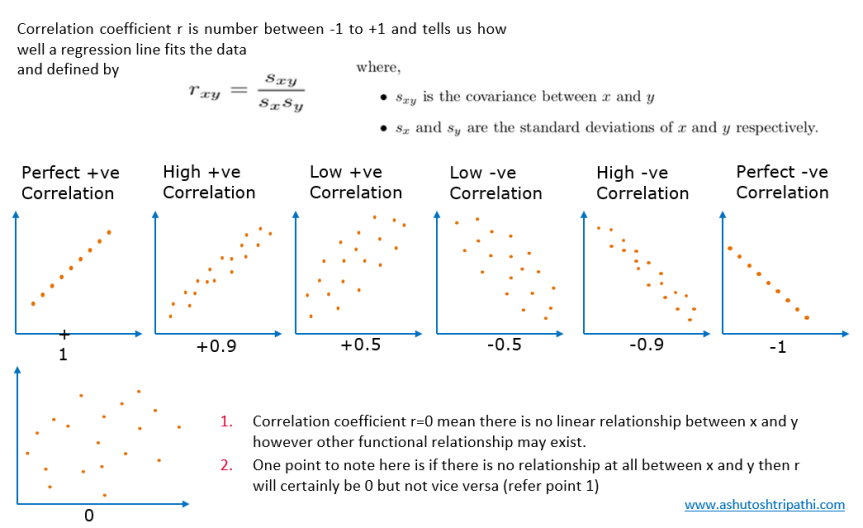 Correlation coefficient r is number between -1 to +1 and tells us how
well a regression line fits the data
and defined by
r_xy = s_xy / s_x s_y
where,
• s_xy is the covariance between x and y
• s_x and s_y are the standard deviations of x and y respectively.
Perfect +ve
Correlation
High +ve
Correlation
Low +ve
Correlation
Low -ve
Correlation
High -ve
Correlation
Perfect -ve
Correlation
+
1
+0.9
+0.5
-0.5
-0.9
-1
0
1. Correlation coefficient r=0 mean there is no linear relationship between x and y
however other functional relationship may exist.
2. One point to note here is if there is no relationship at all between x and y then r
will certainly be 0 but not vice versa (refer point 1)
www.ashutoshtripathi.com